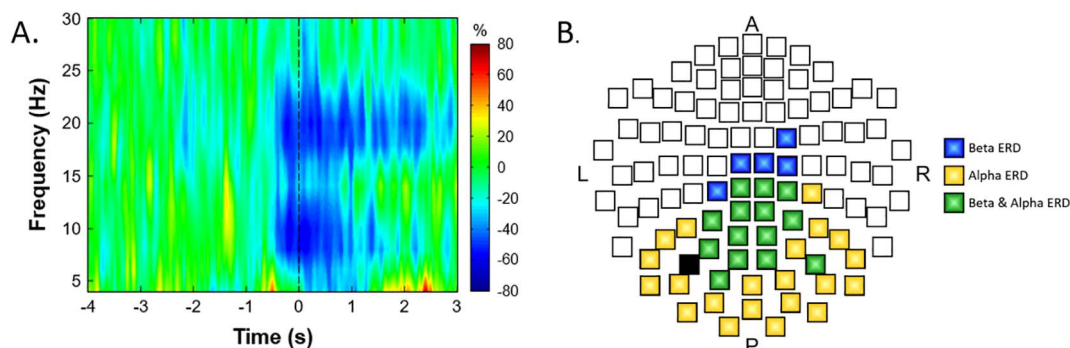 A.
Frequency (Hz)
30
25
20
15
10
5
-4 -3 -2 -1 0 1 2 3
Time (s)
%
80
60
40
20
0
-20
-40
-60
-80
B.
A
L
R
P
Beta ERD
Alpha ERD
Beta & Alpha ERD